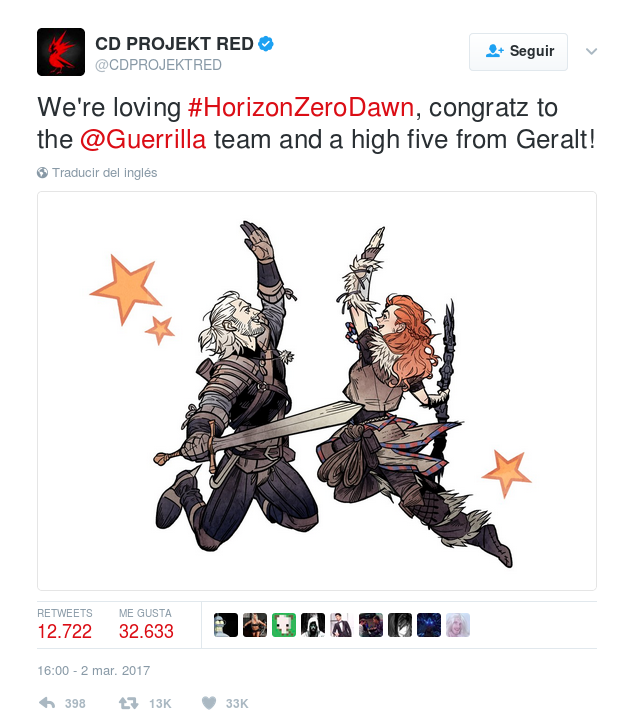 CD PROJEKT RED
@CDPROJEKTRED
Seguir
We're loving #HorizonZeroDawn, congratz to
the @Guerrilla team and a high five from Geralt!
Traducir del inglés
RETWEETS ME GUSTA
12.722 32.633
16:00 - 2 mar. 2017
398 13K 33K